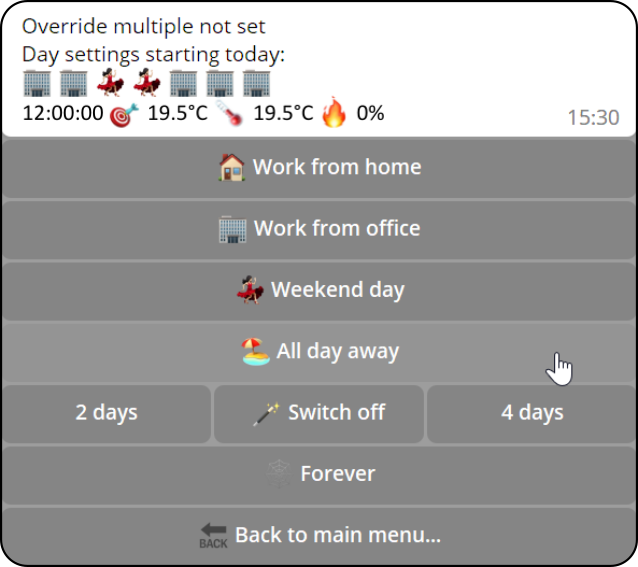 Override multiple not set
Day settings starting today:
🏢🏢💃💃🏢🏢🏢
12:00:00🎯 19.5°C 🌡️ 19.5°C 🔥 0%
15:30
🏠 Work from home
🏢 Work from office
💃 Weekend day
🏖️ All day away
2 days
🪄 Switch off
4 days
🕸️ Forever
🔙 Back to main menu...